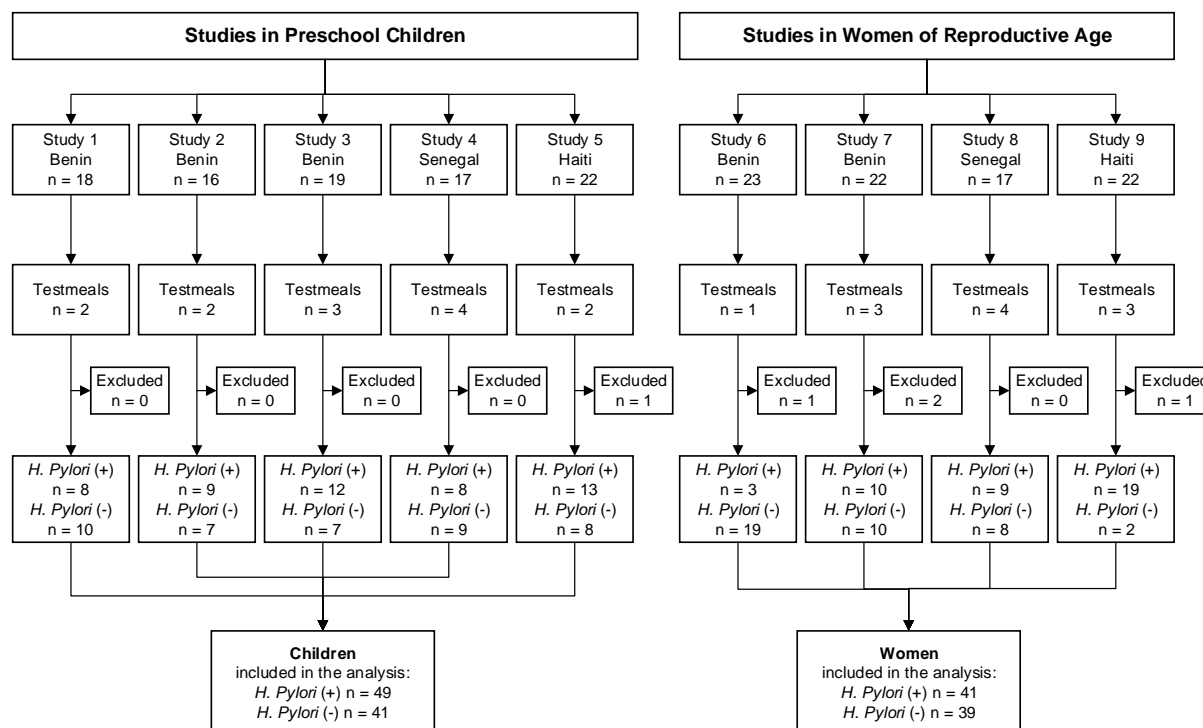 Studies in Preschool Children
Studies in Women of Reproductive Age
Study 1
Benin
n = 18
Study 2
Benin
n = 16
Study 3
Benin
n = 19
Study 4
Senegal
n = 17
Study 5
Haiti
n = 22
Study 6
Benin
n = 23
Study 7
Benin
n = 22
Study 8
Senegal
n = 17
Study 9
Haiti
n = 22
Testmeals
n = 2
Testmeals
n = 2
Testmeals
n = 3
Testmeals
n = 4
Testmeals
n = 2
Testmeals
n = 1
Testmeals
n = 3
Testmeals
n = 4
Testmeals
n = 3
Excluded
n = 0
Excluded
n = 0
Excluded
n = 0
Excluded
n = 0
Excluded
n = 1
Excluded
n = 1
Excluded
n = 2
Excluded
n = 0
Excluded
n = 1
H. Pylori (+)
n = 8
H. Pylori (-)
n = 10
H. Pylori (+)
n = 9
H. Pylori (-)
n = 7
H. Pylori (+)
n = 12
H. Pylori (-)
n = 7
H. Pylori (+)
n = 8
H. Pylori (-)
n = 9
H. Pylori (+)
n = 13
H. Pylori (-)
n = 8
H. Pylori (+)
n = 3
H. Pylori (-)
n = 19
H. Pylori (+)
n = 10
H. Pylori (-)
n = 10
H. Pylori (+)
n = 9
H. Pylori (-)
n = 8
H. Pylori (+)
n = 19
H. Pylori (-)
n = 2
Children
included in the analysis:
H. Pylori (+) n = 49
H. Pylori (-) n = 41
Women
included in the analysis:
H. Pylori (+) n = 41
H. Pylori (-) n = 39